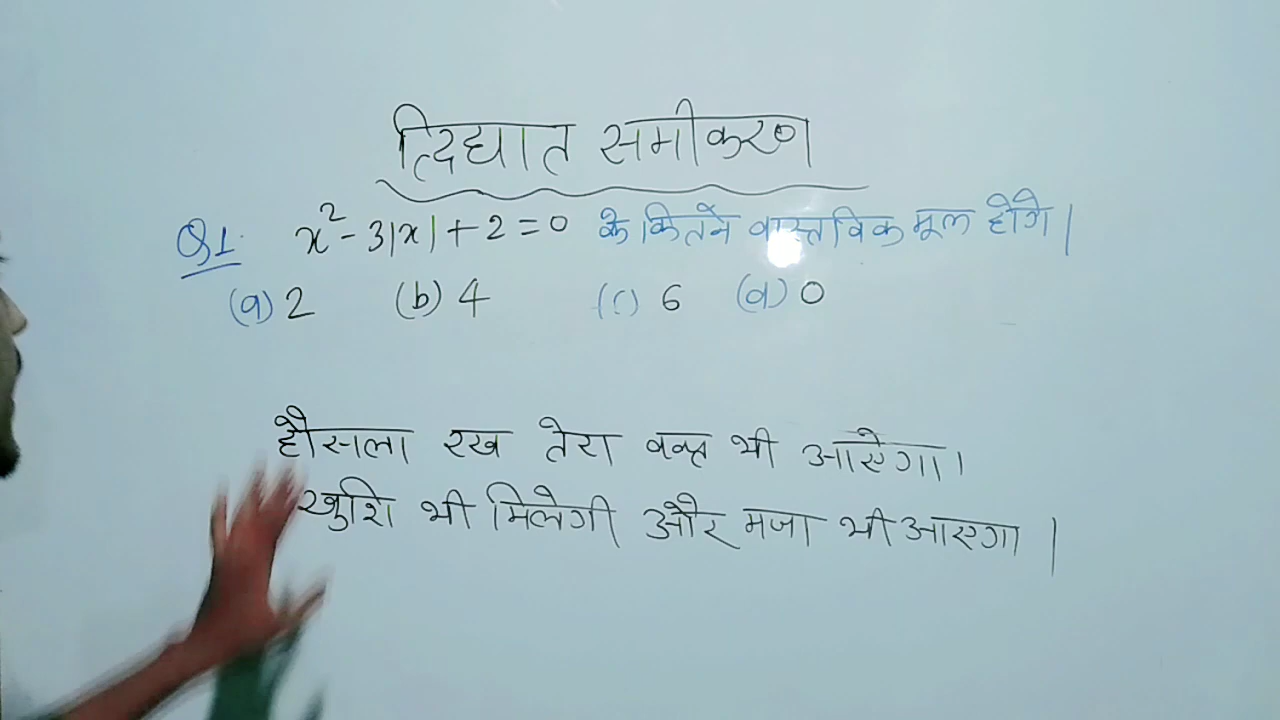 द्विघात समीकरण
Q1. x² - 3|x| + 2 = 0 के कितने वास्तविक मूल होंगे|
(a) 2 (b) 4 (c) 6 (d) 0
हौसला रख तेरा वक्त भी आऐगा।
खुशि भी मिलेगी और मजा भी आएगा |